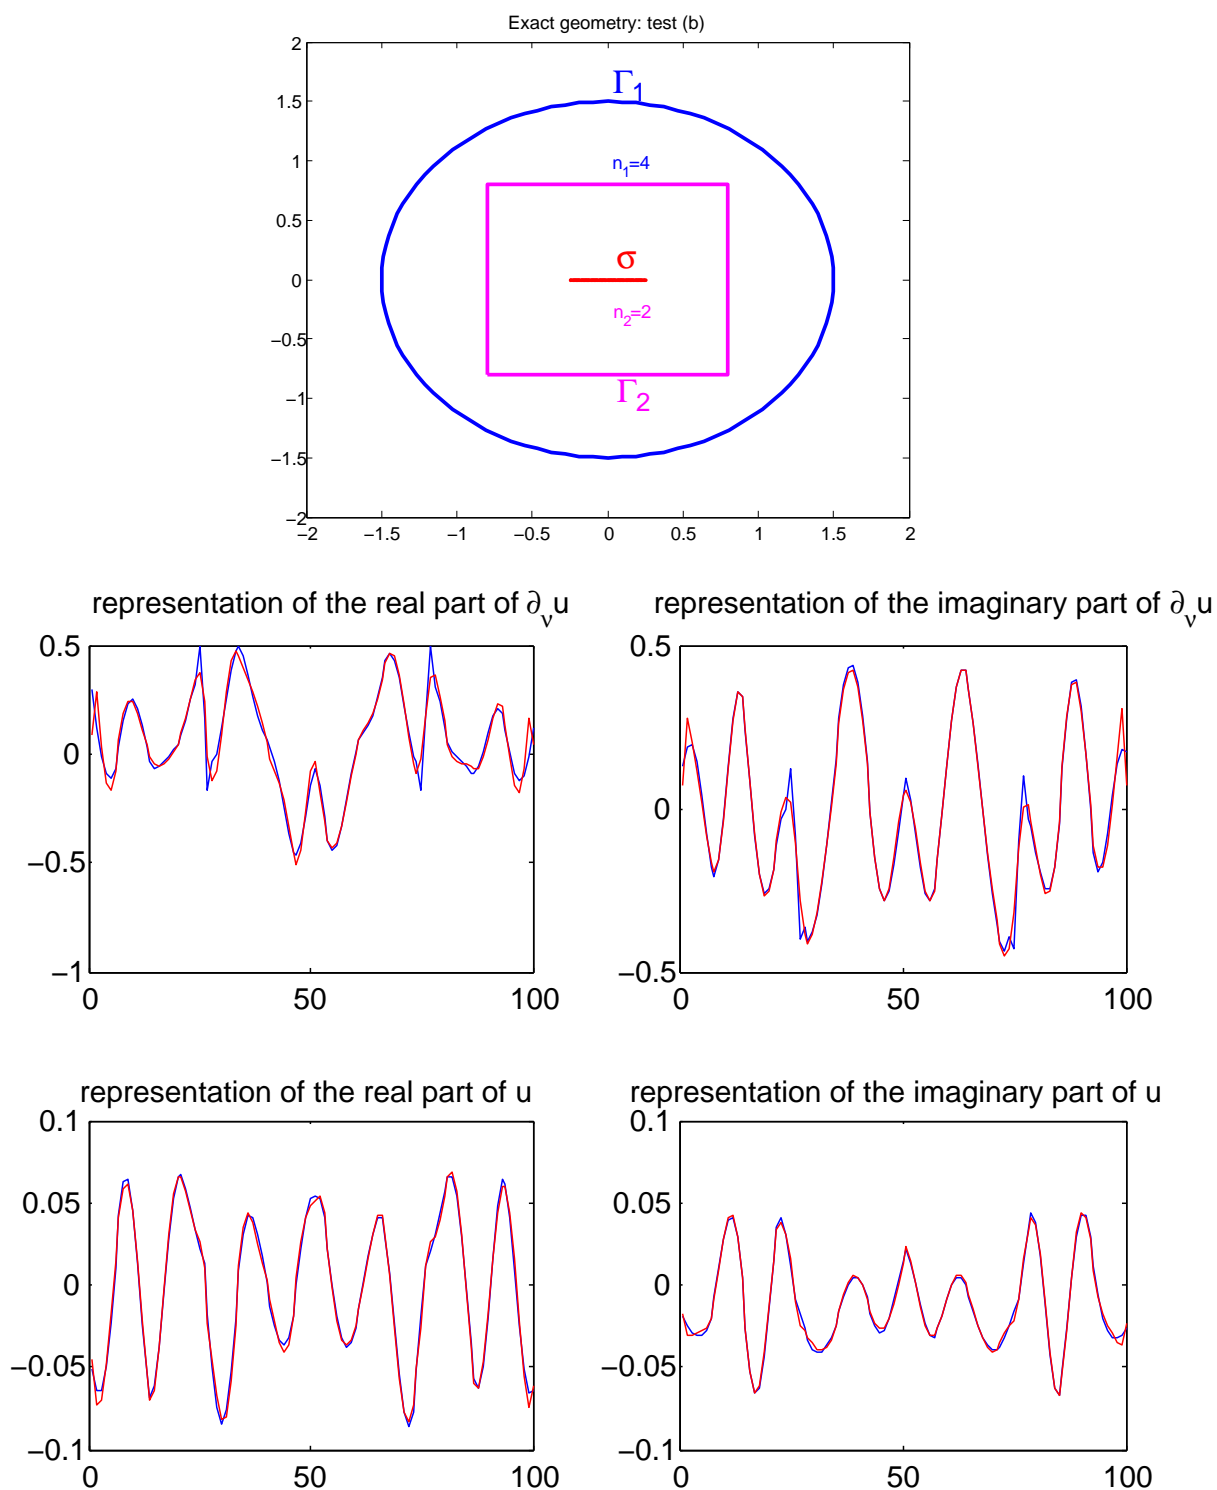 Exact geometry: test (b)
2
1.5
1
0.5
0
−0.5
−1
−1.5
−2
Γ1
n1=4
σ
n2=2
Γ2
−2 −1.5 −1 −0.5 0 0.5 1 1.5 2
representation of the real part of ∂νu
0.5
0
−0.5
−1
0 50 100
representation of the imaginary part of ∂νu
0.5
0
−0.5
0 50 100
representation of the real part of u
0.1
0.05
0
−0.05
−0.1
0 50 100
representation of the imaginary part of u
0.1
0.05
0
−0.05
−0.1
0 50 100